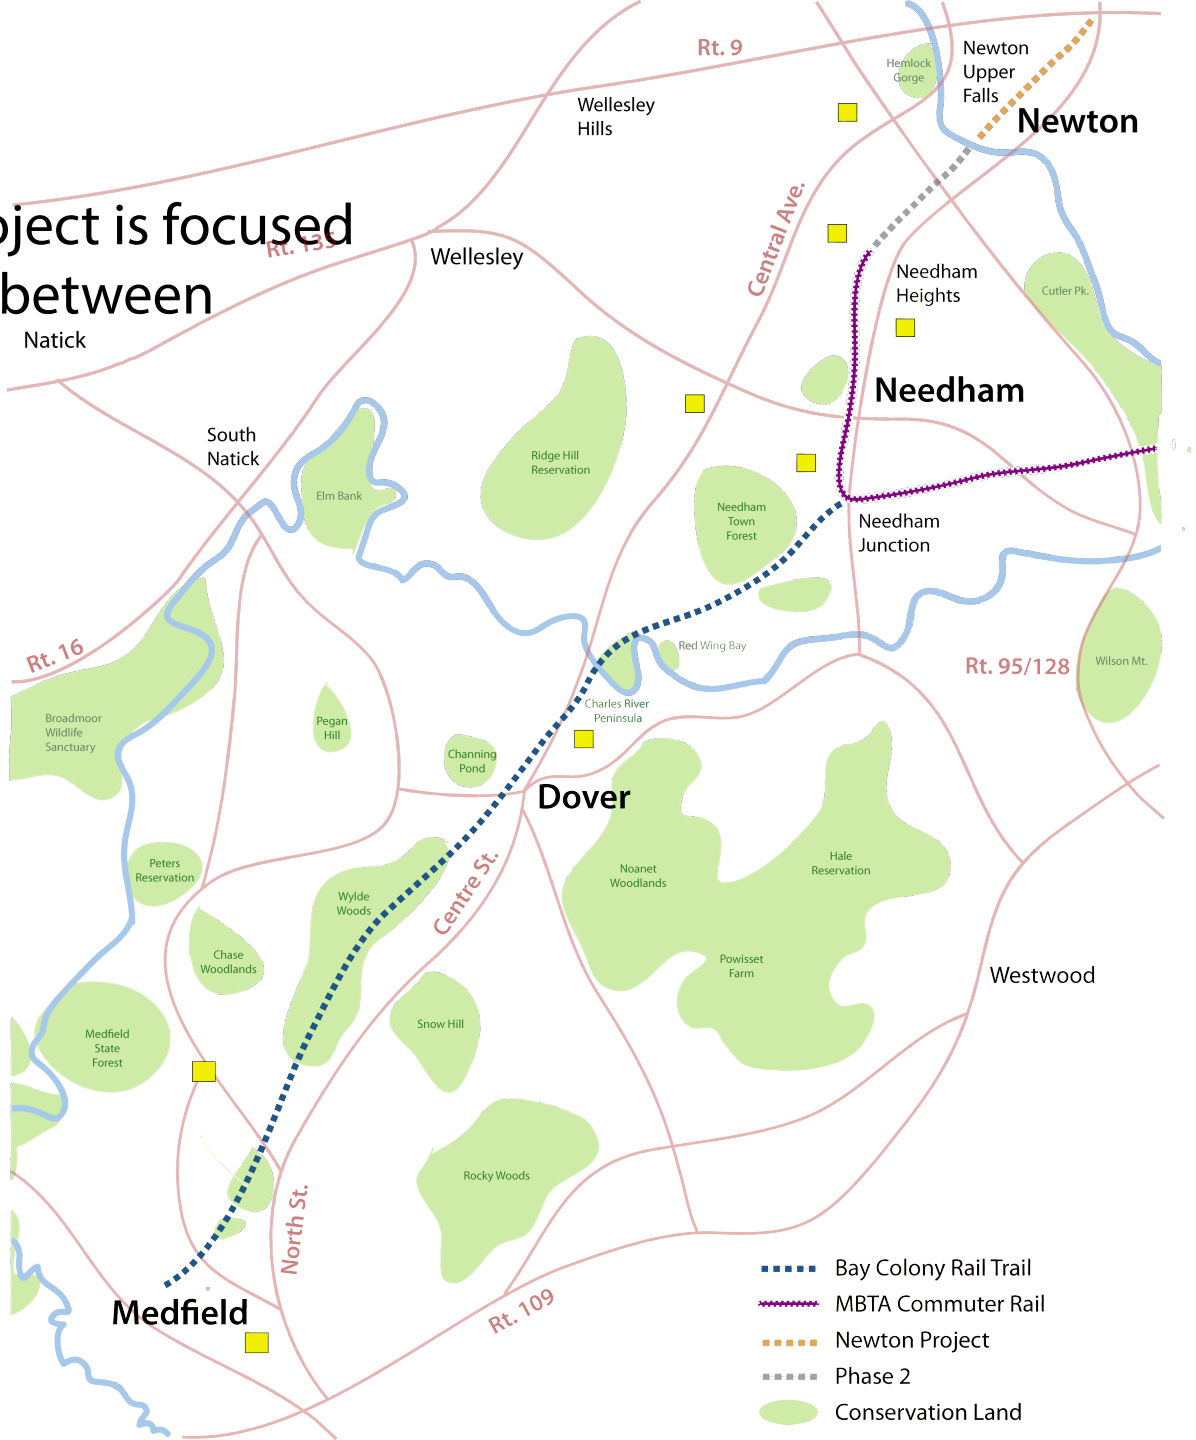 Rt. 9
Newton
Upper
Falls
Hemlock
Gorge
Newton
Wellesley
Hills
oject is focused
Rt. 135
between
Wellesley
Central Ave.
Needham
Heights
Cutler Pk.
Natick
Needham
South
Natick
Ridge Hill
Reservation
Elm Bank
Needham
Town
Forest
Needham
Junction
Rt. 16
Red Wing Bay
Rt. 95/128
Wilson Mt.
Charles River
Peninsula
Broadmoor
Wildlife
Sanctuary
Pegan
Hill
Channing
Pond
Dover
Peters
Reservation
Wylde
Woods
Centre St.
Noanet
Woodlands
Hale
Reservation
Chase
Woodlands
Powisset
Farm
Westwood
Snow Hill
Medfield
State
Forest
Rocky Woods
North St.
Medfield
Rt. 109
Bay Colony Rail Trail
MBTA Commuter Rail
Newton Project
Phase 2
Conservation Land